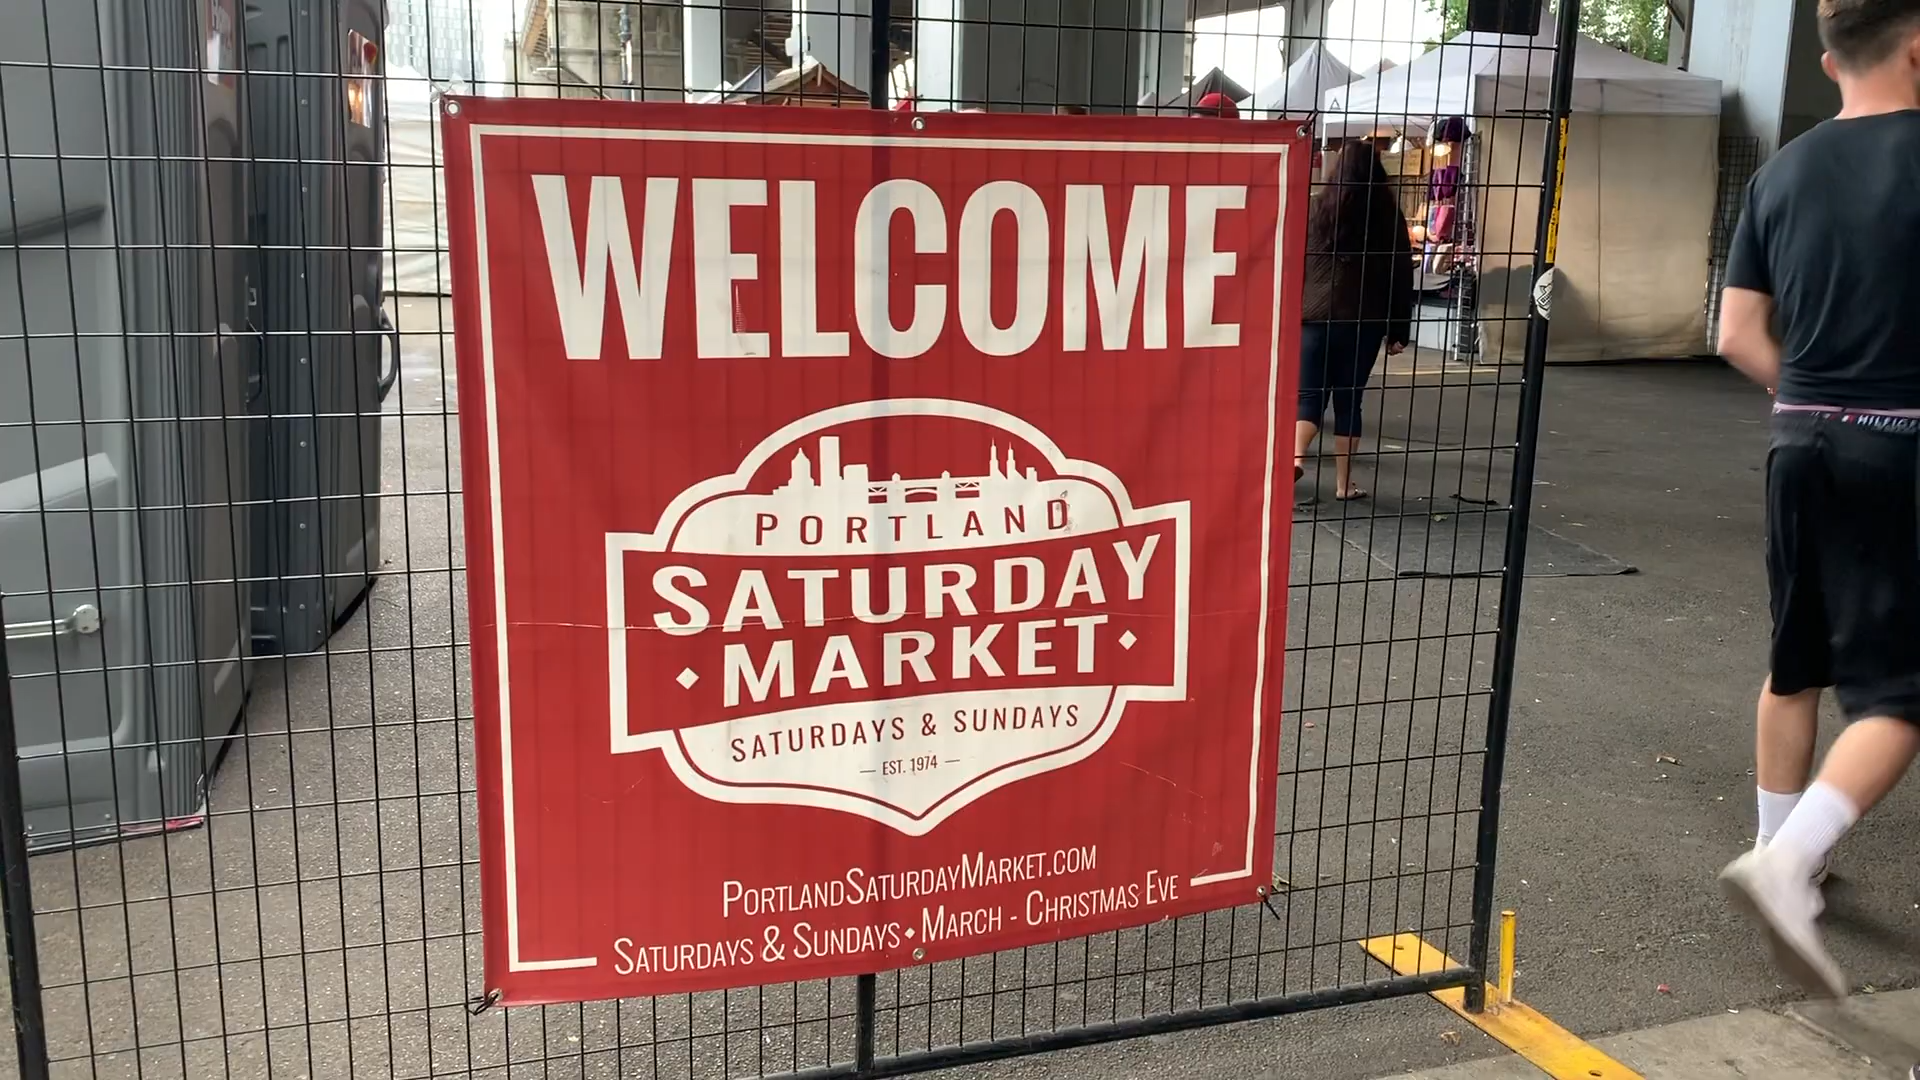 WELCOME
PORTLAND
SATURDAY
MARKET
SATURDAYS & SUNDAYS
EST. 1974
PORTLANDSATURDAYMARKET.COM
SATURDAYS & SUNDAYS • MARCH - CHRISTMAS EVE